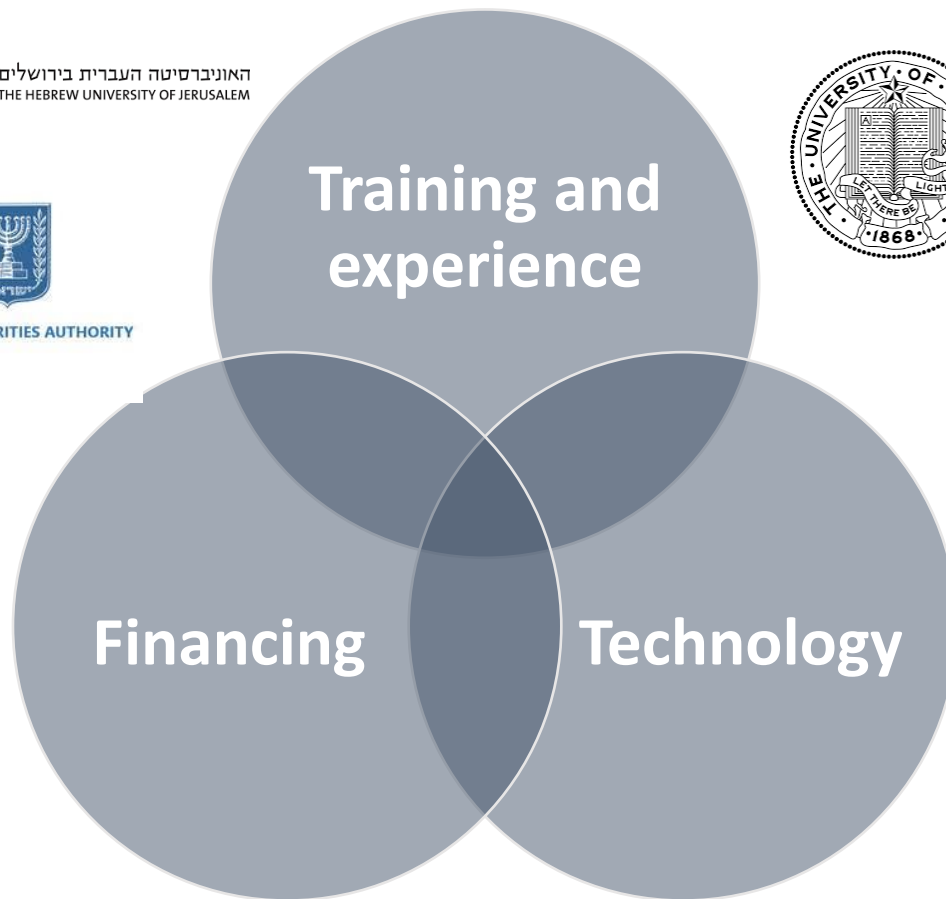 האוניברסיטה העברית בירושלים
THE HEBREW UNIVERSITY OF JERUSALEM
THE · UNIVERSITY · OF ·
A
LET THERE BE
LIGHT
·1868·
AUTHORITY
Training and
experience
Financing
Technology